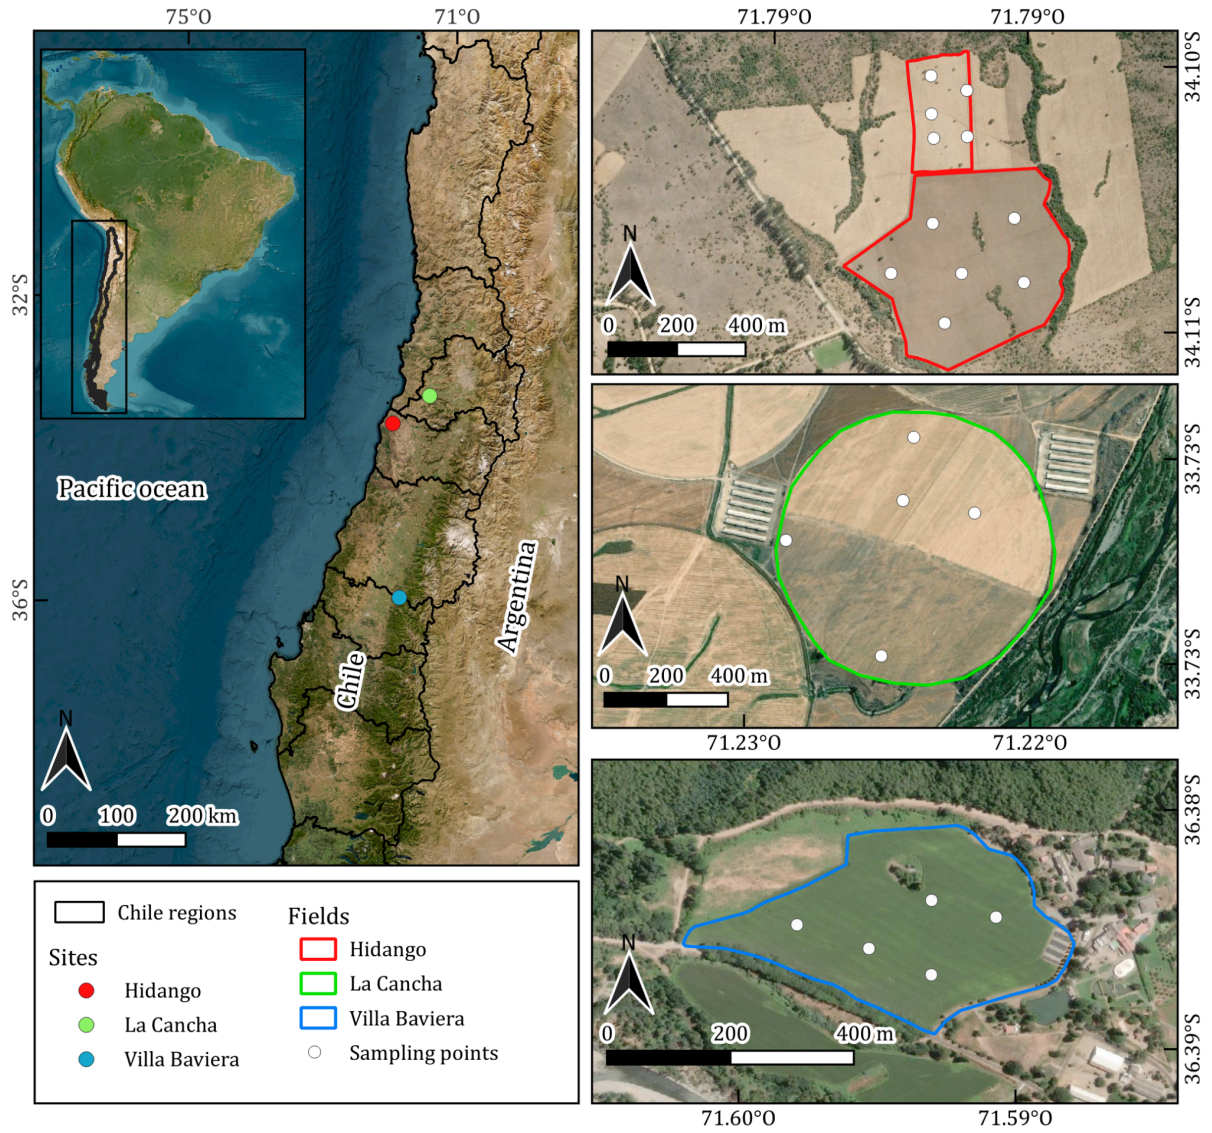 75°O
71°O
32°S
36°S
Pacific ocean
Chile
Argentina
N
0 100 200 km
71.79°O
71.79°O
34.10°S
34.11°S
N
0 200 400 m
33.73°S
33.73°S
N
0 200 400 m
71.23°O
71.22°O
36.38°S
36.39°S
N
0 200 400 m
71.60°O
71.59°O
Chile regions
Sites
Hidango
La Cancha
Villa Baviera
Fields
Hidango
La Cancha
Villa Baviera
Sampling points